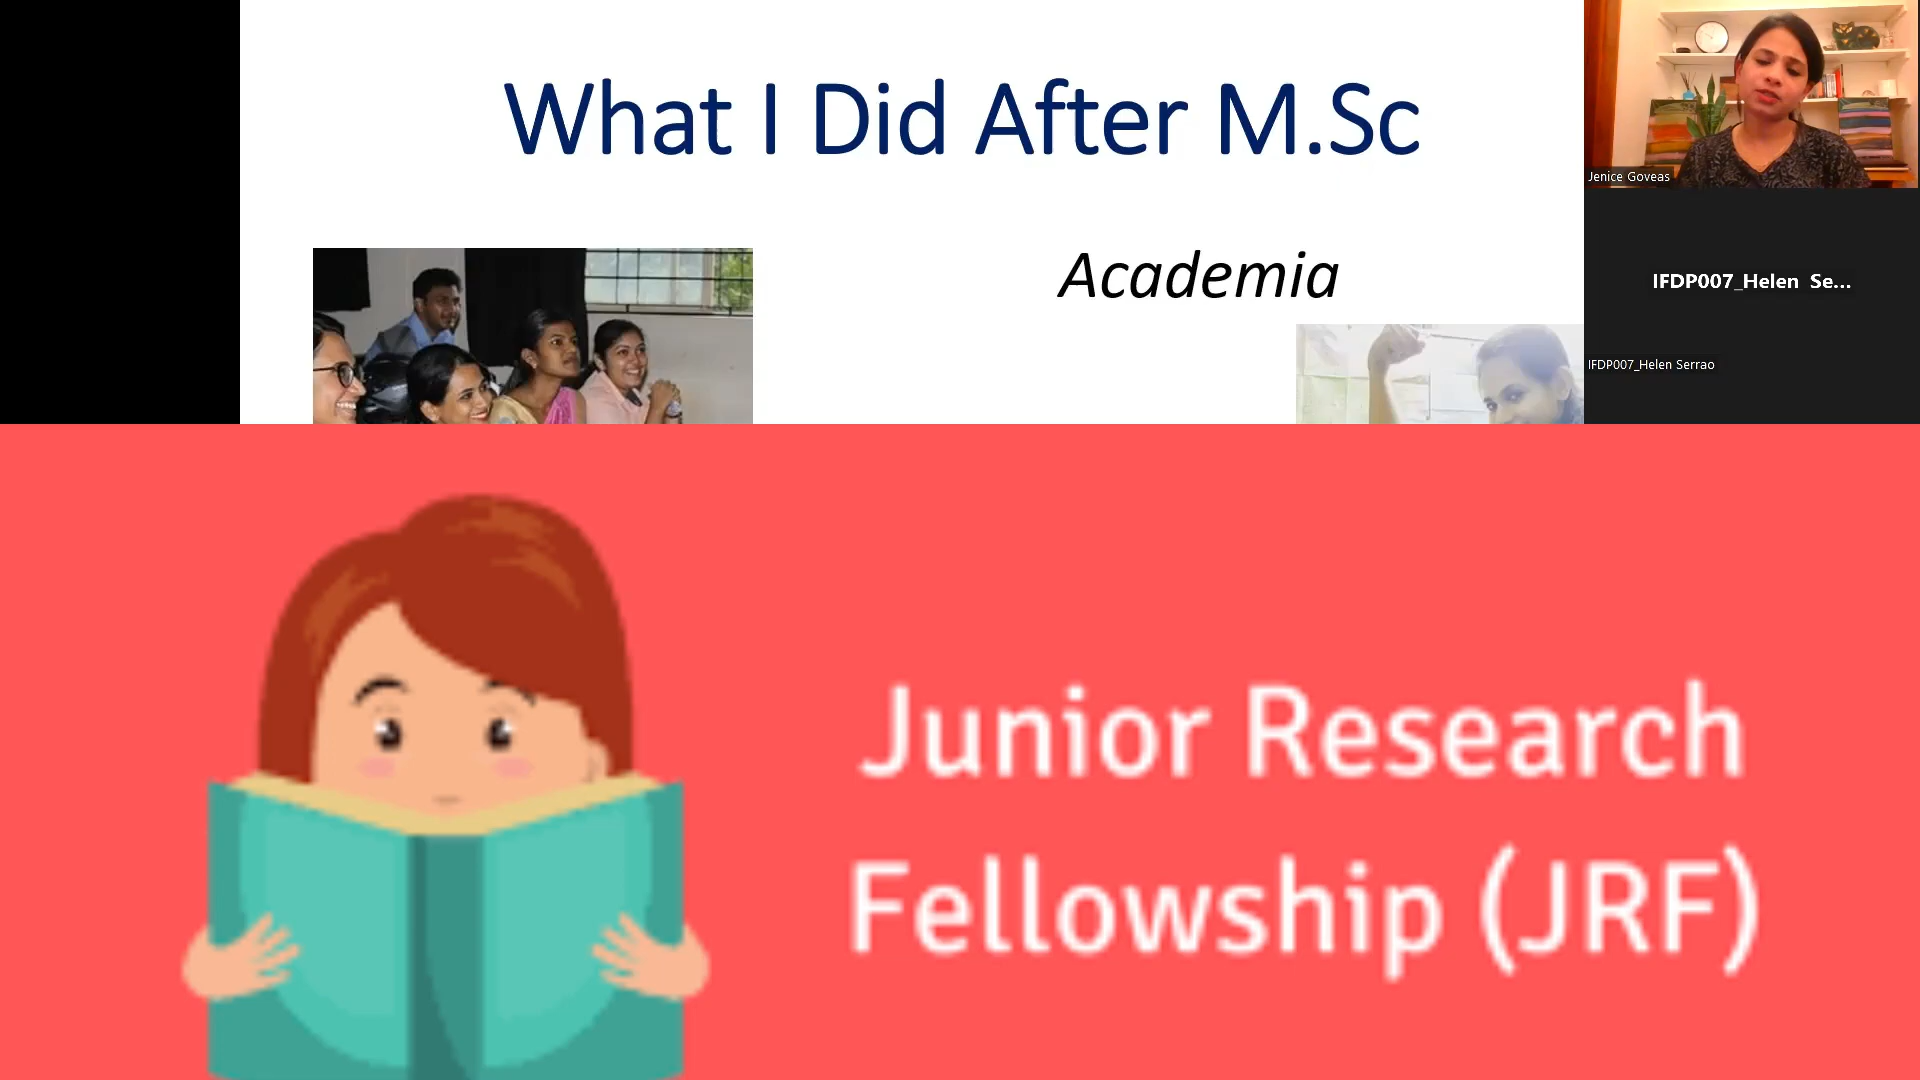 What I Did After M.Sc
Academia
Jenice Goveas
IFDP007_Helen Se...
IFDP007_Helen Serrao
Junior Research
Fellowship (JRF)